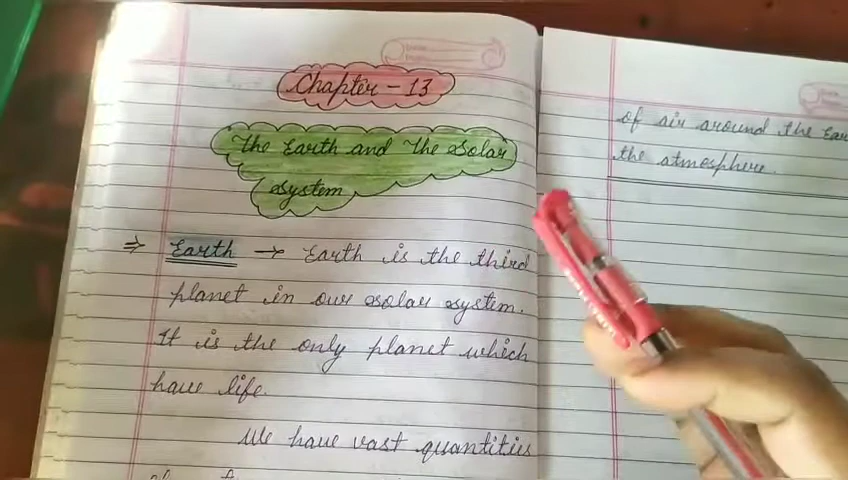 Chapter - 13
The Earth and The Solar
System
⇒ Earth → Earth is the third
planet in our solar system.
It is the only planet which
have life.
We have vast quantities
of air around the Ear
the atmosphere.